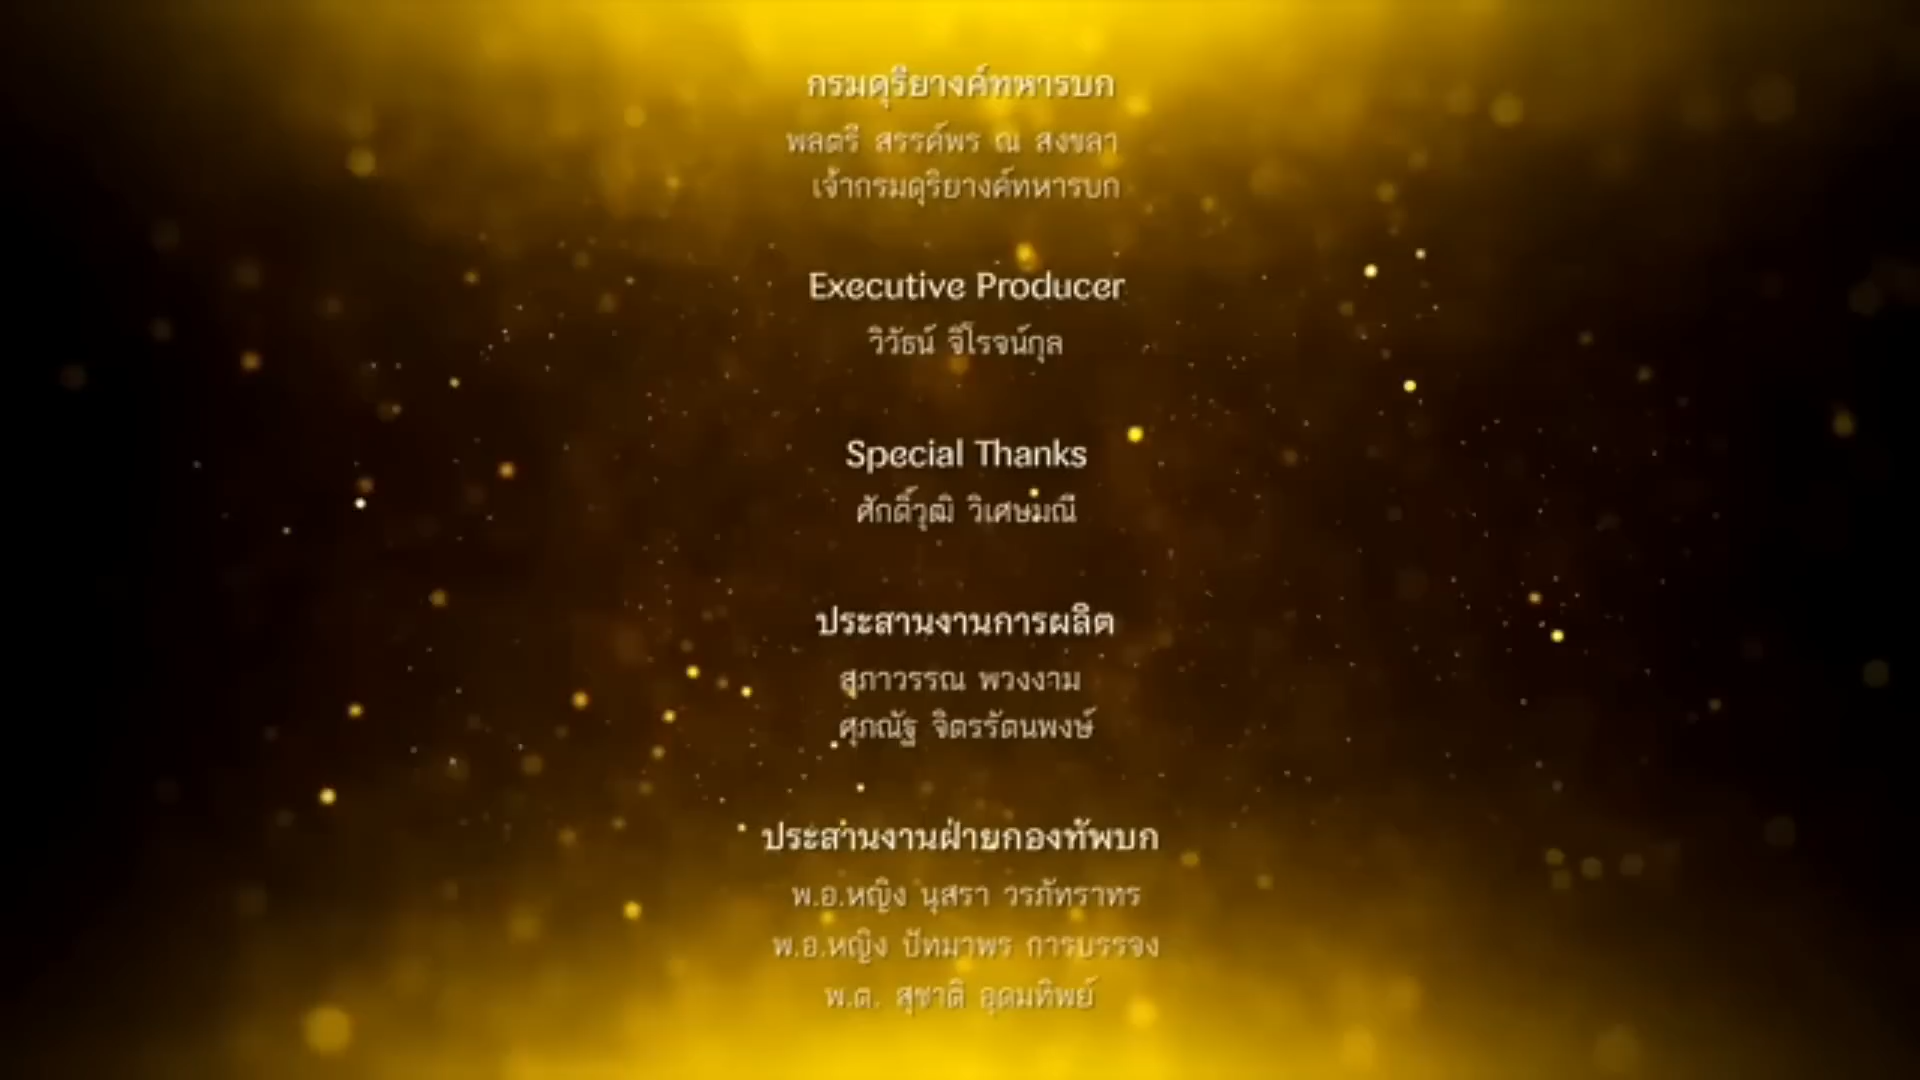 กรมดุริยางค์ทหารบก
พลตรี สรรค์พร ณ สงขลา
เจ้ากรมดุริยางค์ทหารบก
Executive Producer
วิวัธน์ จิโรจน์กุล
Special Thanks
ศักดิ์วุฒิ วิเศษมณี
ประสานงานการผลิต
สุภาวรรณ พวงงาม
ศุภณัฐ จิตรรัตนพงษ์
ประสานงานฝ่ายกองทัพบก
พ.อ.หญิง นุสรา วรภัทราทร
พ.อ.หญิง ปัทมาพร การบรรจง
พ.ต. สุชาติ อุดมทิพย์